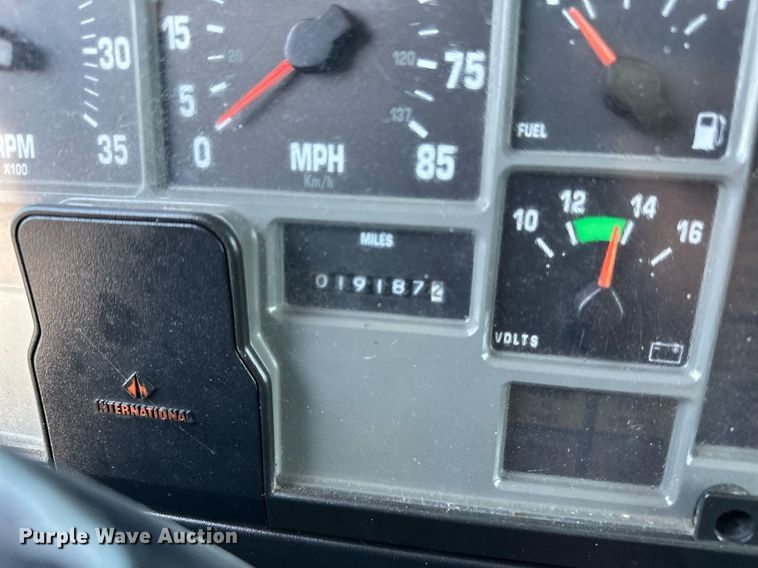 30
35
RPM
X100
15
20
5
0
MPH
Km/h
75
120
137
85
FUEL
MILES
0191872
10 12 14 16
VOLTS
INTERNATIONAL
Purple Wave Auction